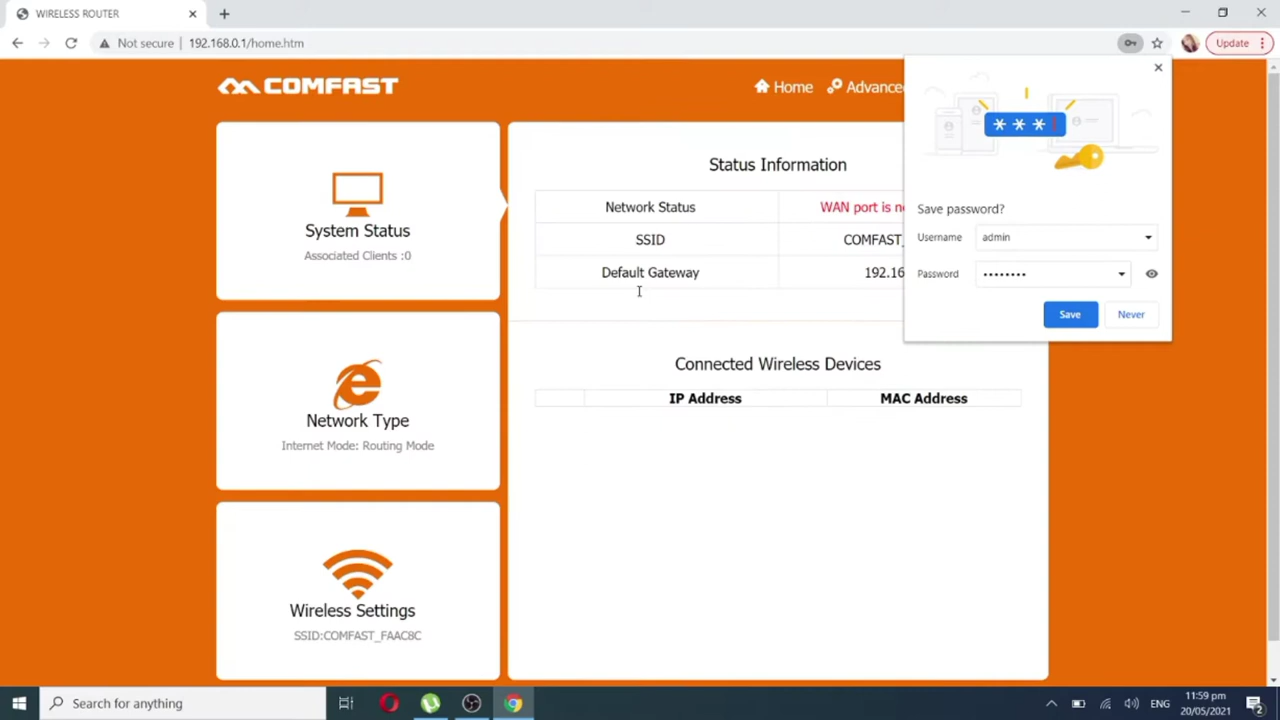 WIRELESS ROUTER
Not secure
192.168.0.1/home.htm
Update
COMFAST
Home
Advance
Save password?
Username
admin
Password
••••••••
Save
Never
System Status
Associated Clients :0
Network Type
Internet Mode: Routing Mode
Wireless Settings
SSID:COMFAST_FAAC8C
Status Information
Network Status
WAN port is n
SSID
COMFAST_
Default Gateway
192.16
Connected Wireless Devices
IP Address
MAC Address
Search for anything
ENG
11:59 pm
20/05/2021
2